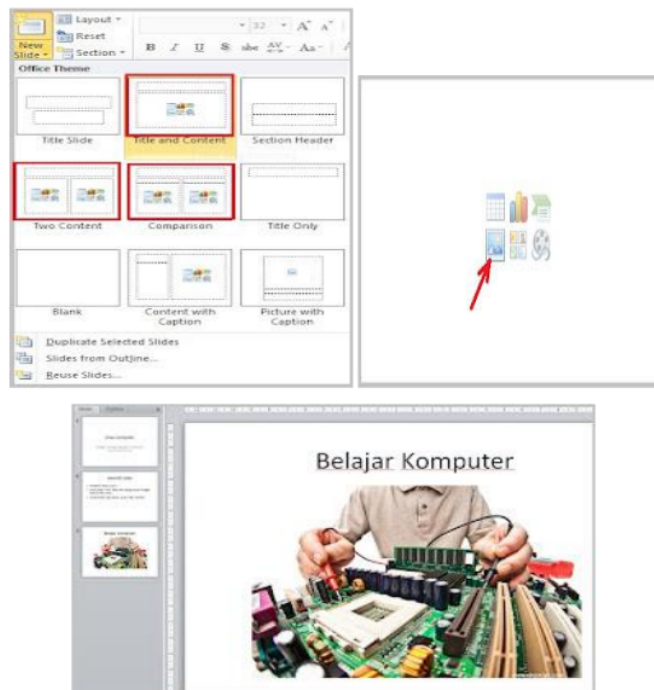 Layout
Reset
New Slide
Section
32
A A
B I U S abc AV Aa
Office Theme
Title Slide
Title and Content
Section Header
Two Content
Comparison
Title Only
Blank
Content with Caption
Picture with Caption
Duplicate Selected Slides
Slides from Outline...
Reuse Slides...
Belajar Komputer
Belajar Komputer